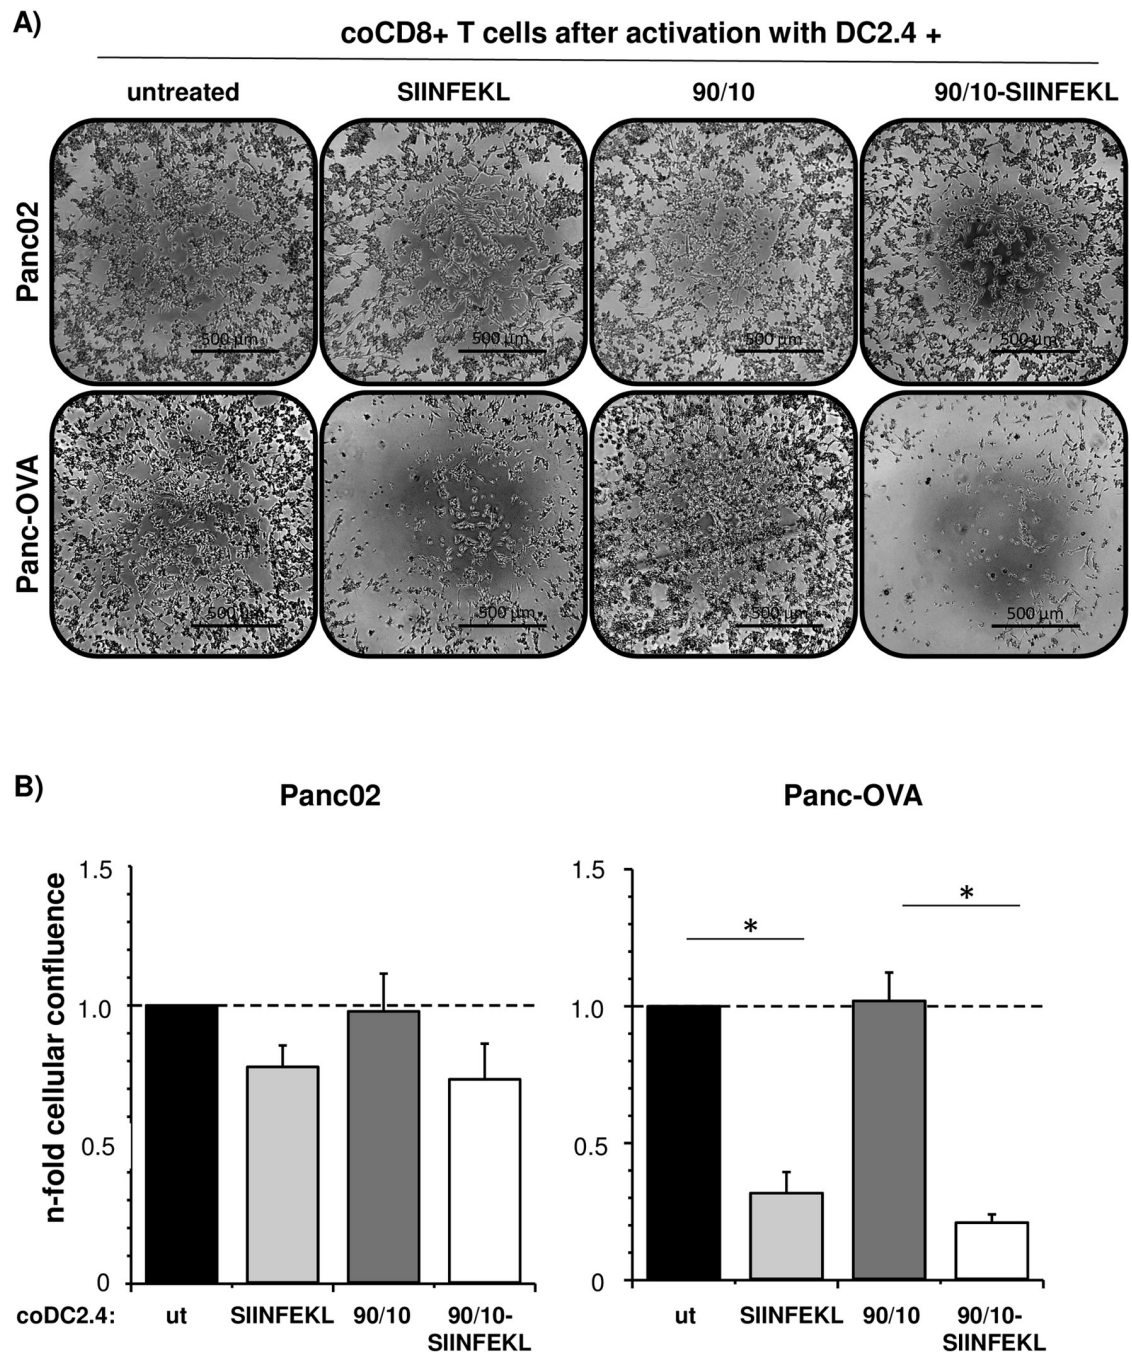 A)
coCD8+ T cells after activation with DC2.4 +
untreated SIINFEKL 90/10 90/10-SIINFEKL
Panc02
500 µm 500 µm 500 µm 500 µm
Panc-OVA
500 µm 500 µm 500 µm 500 µm
B)
Panc02 Panc-OVA
n-fold cellular confluence
1.5
1.0
0.5
0
1.5
1.0
0.5
0
* *
coDC2.4: ut SIINFEKL 90/10 90/10-
SIINFEKL
ut SIINFEKL 90/10 90/10-
SIINFEKL